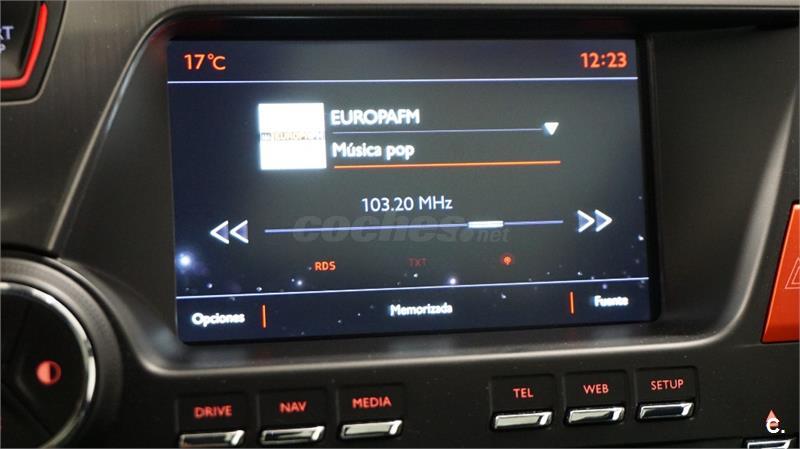 17°C
12:23
EUROPAFM
EUROPAFM
Música pop
103.20 MHz
coches.net
RDS
TXT
Opciones
Memorizada
Fuente
DRIVE
NAV
MEDIA
TEL
WEB
SETUP
c.